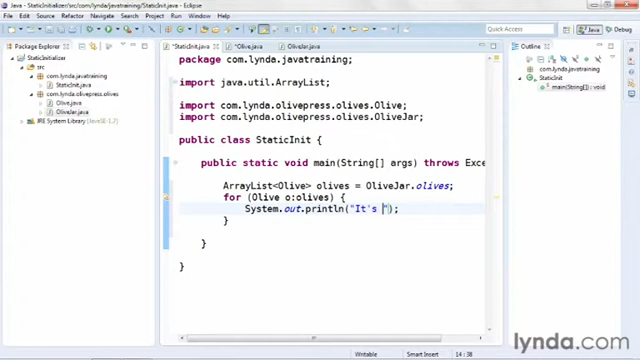 Java - StaticInitializer/src/com/lynda/javatraining/StaticInit.java - Eclipse
File Edit Source Refactor Navigate Search Project Run Window Help
Java Debug
Package Explorer
*StaticInit.java
*Olive.java
OliveJar.java
Outline
StaticInitializer
src
com.lynda.javatraining
StaticInit.java
com.lynda.olivepress.olives
Olive.java
OliveJar.java
JRE System Library [JavaSE-1.7]
package com.lynda.javatraining;
import java.util.ArrayList;
import com.lynda.olivepress.olives.Olive;
import com.lynda.olivepress.olives.OliveJar;
public class StaticInit {
public static void main(String[] args) throws Exce
ArrayList<Olive> olives = OliveJar.olives;
for (Olive o:olives) {
System.out.println("It's ");
}
}
}
com.lynda.javatraining
StaticInit
main(String[]) : void
Writable
Smart Insert
14 : 38
lynda.com